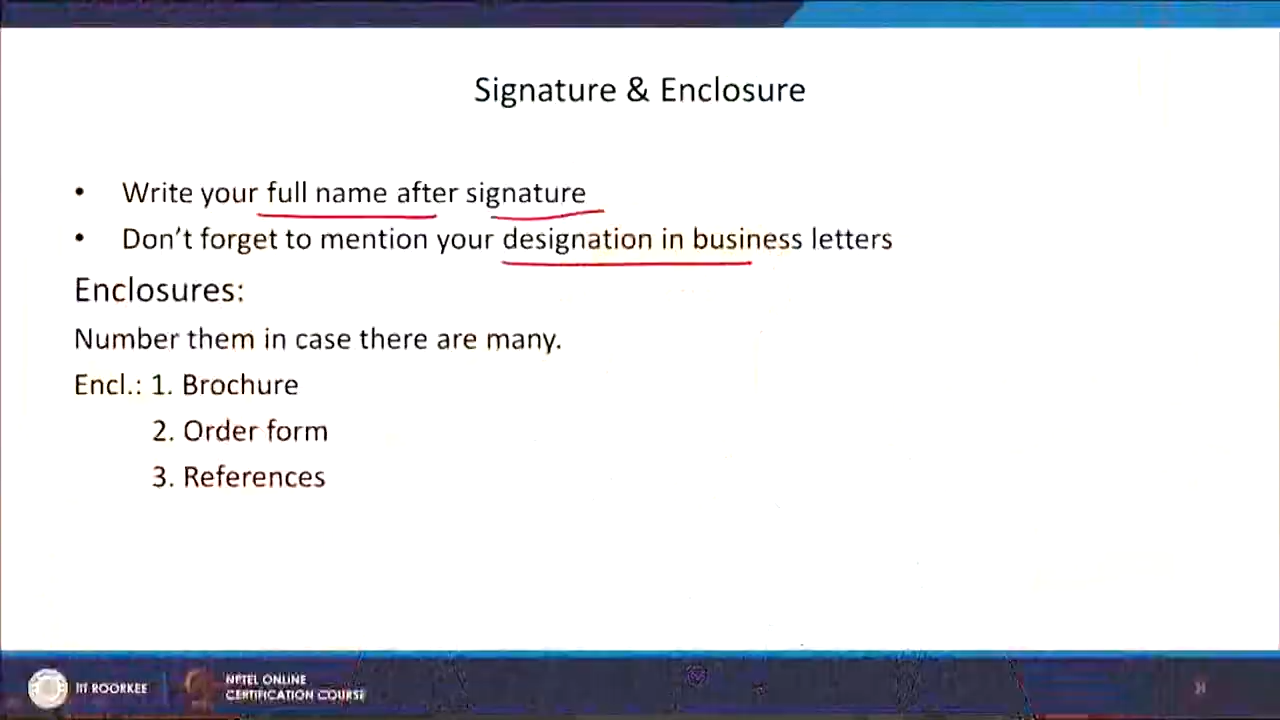 Signature & Enclosure
• Write your full name after signature
• Don't forget to mention your designation in business letters
Enclosures:
Number them in case there are many.
Encl.: 1. Brochure
2. Order form
3. References
IIT ROORKEE
NPTEL ONLINE
CERTIFICATION COURSE